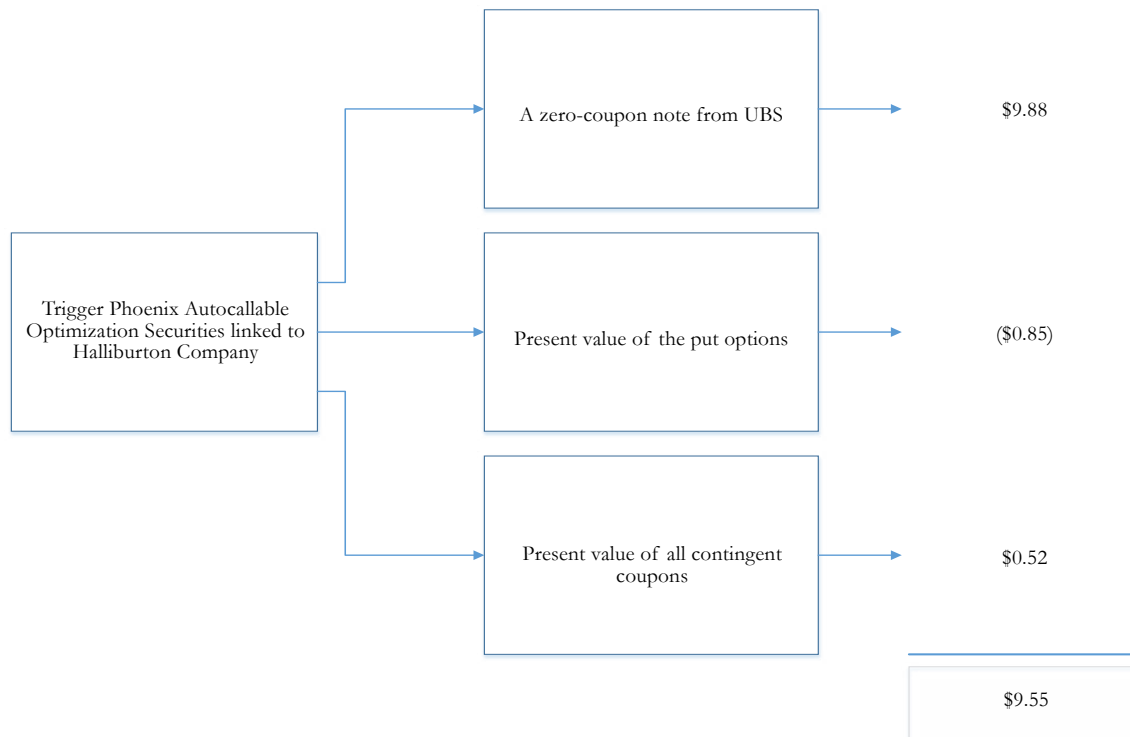 A zero-coupon note from UBS
$9.88
Trigger Phoenix Autocallable
Optimization Securities linked to
Halliburton Company
Present value of the put options
($0.85)
Present value of all contingent
coupons
$0.52
$9.55